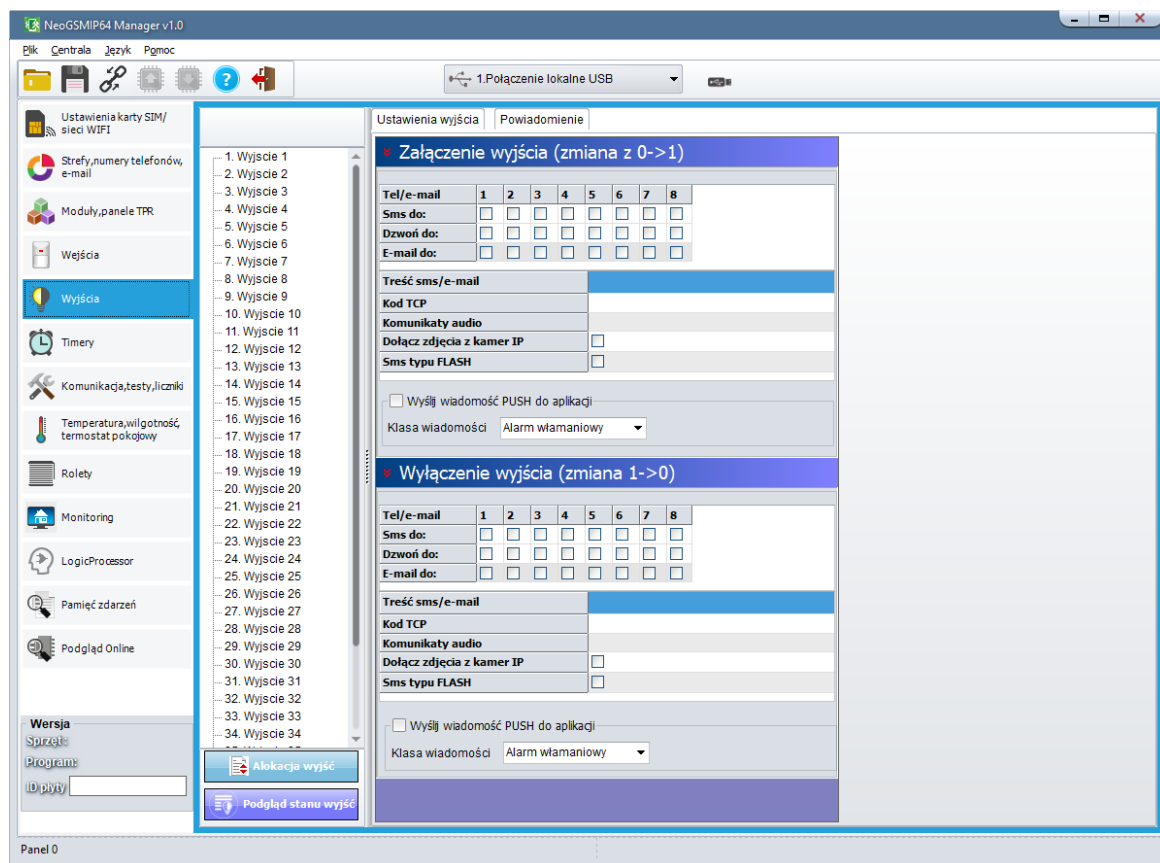 NeoGSMIP64 Manager v1.0
Plik Centrala Język Pomoc
1.Połączenie lokalne USB
Ustawienia karty SIM/
sieci WIFI
Strefy,numery telefonów,
e-mail
Moduły,panele TPR
Wejścia
Wyjścia
Timery
Komunikacja,testy,liczniki
Temperatura,wilgotność,
termostat pokojowy
Rolety
Monitoring
LogicProcessor
Pamięć zdarzeń
Podgląd Online
Wersja
Sprzęt:
Program:
ID płyty
1. Wyjscie 1
2. Wyjscie 2
3. Wyjscie 3
4. Wyjscie 4
5. Wyjscie 5
6. Wyjscie 6
7. Wyjscie 7
8. Wyjscie 8
9. Wyjscie 9
10. Wyjscie 10
11. Wyjscie 11
12. Wyjscie 12
13. Wyjscie 13
14. Wyjscie 14
15. Wyjscie 15
16. Wyjscie 16
17. Wyjscie 17
18. Wyjscie 18
19. Wyjscie 19
20. Wyjscie 20
21. Wyjscie 21
22. Wyjscie 22
23. Wyjscie 23
24. Wyjscie 24
25. Wyjscie 25
26. Wyjscie 26
27. Wyjscie 27
28. Wyjscie 28
29. Wyjscie 29
30. Wyjscie 30
31. Wyjscie 31
32. Wyjscie 32
33. Wyjscie 33
34. Wyjscie 34
Alokacja wyjść
Podgląd stanu wyjść
Ustawienia wyjścia Powiadomienie
Załączenie wyjścia (zmiana z 0->1)
Tel/e-mail 1 2 3 4 5 6 7 8
Sms do:
Dzwoń do:
E-mail do:
Treść sms/e-mail
Kod TCP
Komunikaty audio
Dołącz zdjęcia z kamer IP
Sms typu FLASH
Wyślij wiadomość PUSH do aplikacji
Klasa wiadomości Alarm włamaniowy
Wyłączenie wyjścia (zmiana 1->0)
Tel/e-mail 1 2 3 4 5 6 7 8
Sms do:
Dzwoń do:
E-mail do:
Treść sms/e-mail
Kod TCP
Komunikaty audio
Dołącz zdjęcia z kamer IP
Sms typu FLASH
Wyślij wiadomość PUSH do aplikacji
Klasa wiadomości Alarm włamaniowy
Panel 0